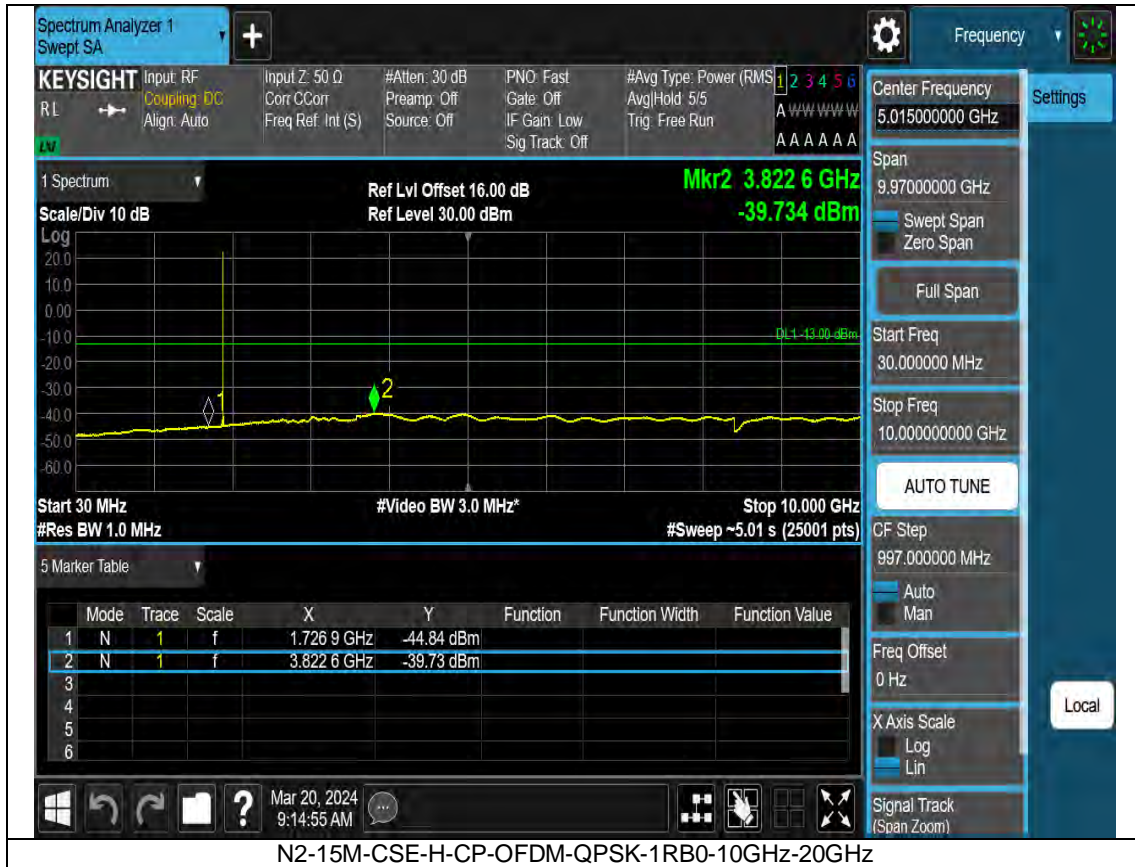 Spectrum Analyzer 1
Swept SA
+
Frequency
KEYSIGHT
Input: RF
Coupling: DC
Align: Auto
Input Z: 50 Ω
Corr CCorr
Freq Ref: Int (S)
#Atten: 30 dB
Preamp: Off
Source: Off
PNO: Fast
Gate: Off
IF Gain: Low
Sig Track: Off
#Avg Type: Power (RMS
Avg|Hold: 5/5
Trig: Free Run
1 2 3 4 5 6
A W W W W W
A A A A A A
RL
LXI
1 Spectrum
Scale/Div 10 dB
Ref Lvl Offset 16.00 dB
Ref Level 30.00 dBm
Mkr2 3.822 6 GHz
-39.734 dBm
Log
20.0
10.0
0.00
-10.0
-20.0
-30.0
-40.0
-50.0
-60.0
DL1 -13.00 dBm
1
2
Start 30 MHz
#Video BW 3.0 MHz*
Stop 10.000 GHz
#Res BW 1.0 MHz
#Sweep ~5.01 s (25001 pts)
5 Marker Table
Mode Trace Scale X Y Function Function Width Function Value
1 N 1 f 1.726 9 GHz -44.84 dBm
2 N 1 f 3.822 6 GHz -39.73 dBm
3
4
5
6
Center Frequency
5.015000000 GHz
Settings
Span
9.97000000 GHz
Swept Span
Zero Span
Full Span
Start Freq
30.000000 MHz
Stop Freq
10.000000000 GHz
AUTO TUNE
CF Step
997.000000 MHz
Auto
Man
Freq Offset
0 Hz
X Axis Scale
Log
Lin
Local
Signal Track
(Span Zoom)
?
Mar 20, 2024
9:14:55 AM
N2-15M-CSE-H-CP-OFDM-QPSK-1RB0-10GHz-20GHz